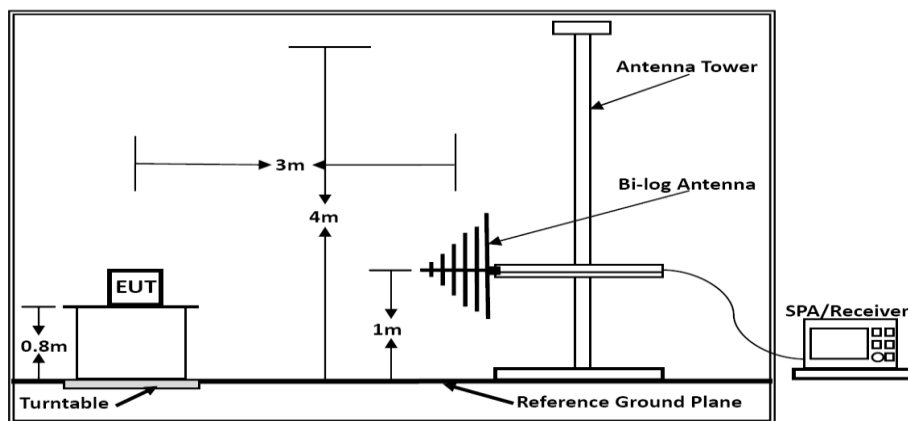 Antenna Tower
3m
Bi-log Antenna
4m
EUT
SPA/Receiver
1m
0.8m
Turntable
Reference Ground Plane